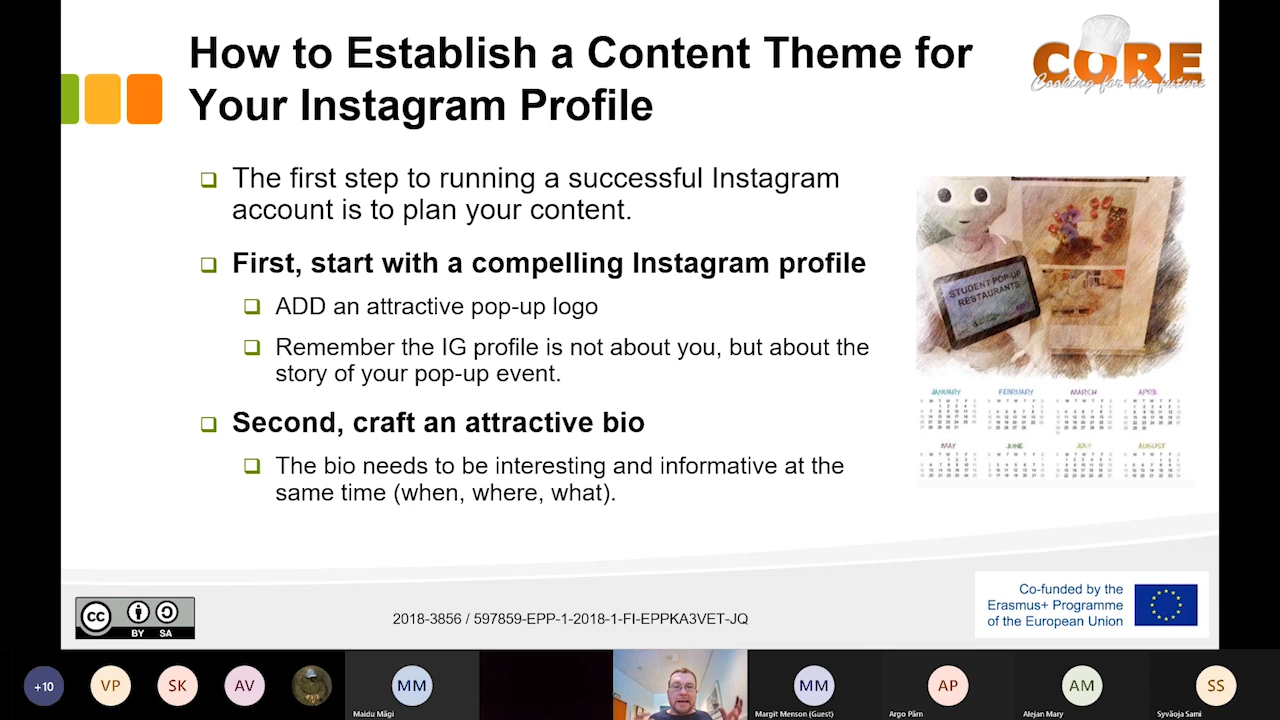 How to Establish a Content Theme for
Your Instagram Profile
CORE
Cooking for the future
The first step to running a successful Instagram
account is to plan your content.
First, start with a compelling Instagram profile
ADD an attractive pop-up logo
Remember the IG profile is not about you, but about the
story of your pop-up event.
Second, craft an attractive bio
The bio needs to be interesting and informative at the
same time (when, where, what).
STUDENT POP-UP
RESTAURANTS
JANUARY FEBRUARY MARCH APRIL
MAY JUNE JULY AUGUST
cc BY SA
2018-3856 / 597859-EPP-1-2018-1-FI-EPPKA3VET-JQ
Co-funded by the
Erasmus+ Programme
of the European Union
+10 VP SK AV MM MM AP AM SS
Maidu Mägi Margit Menson (Guest) Argo Pärn Alejan Mary Syväoja Sami